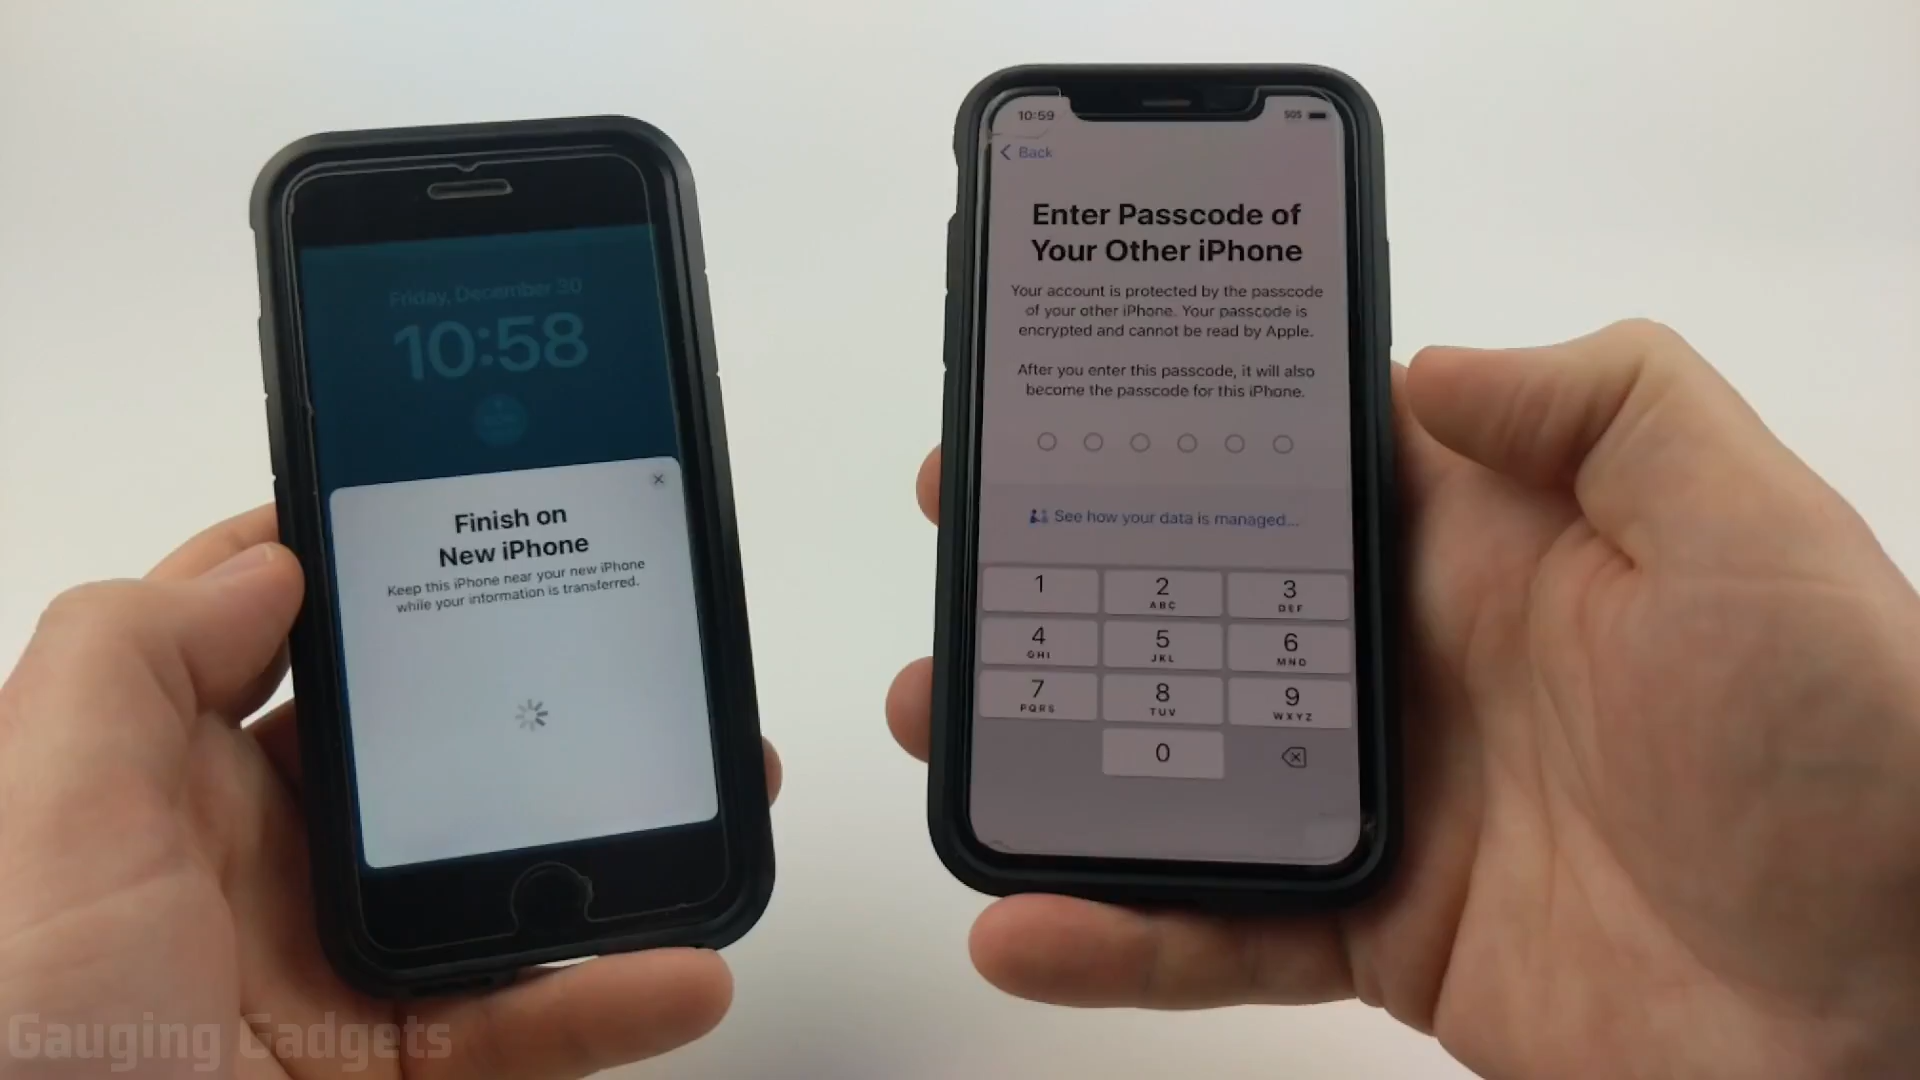 Friday, December 30
10:58
Finish on
New iPhone
Keep this iPhone near your new iPhone
while your information is transferred.
10:59
SOS
Back
Enter Passcode of
Your Other iPhone
Your account is protected by the passcode
of your other iPhone. Your passcode is
encrypted and cannot be read by Apple.
After you enter this passcode, it will also
become the passcode for this iPhone.
See how your data is managed...
1 2 3
ABC DEF
4 5 6
GHI JKL MNO
7 8 9
PQRS TUV WXYZ
0
Gauging Gadgets